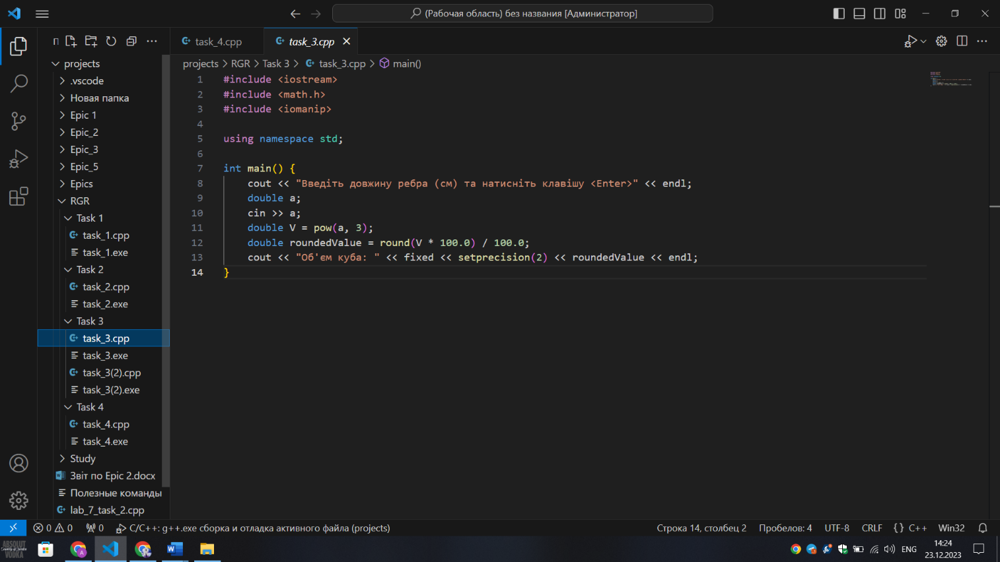 (Рабочая область) без названия [Администратор]
П
task_4.cpp
task_3.cpp
projects > RGR > Task 3 > task_3.cpp > main()
projects
.vscode
Новая папка
Epic 1
Epic_2
Epic_3
Epic_5
Epics
RGR
Task 1
task_1.cpp
task_1.exe
Task 2
task_2.cpp
task_2.exe
Task 3
task_3.cpp
task_3.exe
task_3(2).cpp
task_3(2).exe
Task 4
task_4.cpp
task_4.exe
Study
Звіт по Epic 2.docx
Полезные команды
lab_7_task_2.cpp
1 #include <iostream>
2 #include <math.h>
3 #include <iomanip>
4
5 using namespace std;
6
7 int main() {
8 cout << "Введіть довжину ребра (см) та натисніть клавішу <Enter>" << endl;
9 double a;
10 cin >> a;
11 double V = pow(a, 3);
12 double roundedValue = round(V * 100.0) / 100.0;
13 cout << "Об'єм куба: " << fixed << setprecision(2) << roundedValue << endl;
14 }
0 0 0 C/C++: g++.exe сборка и отладка активного файла (projects)
Строка 14, столбец 2 Пробелов: 4 UTF-8 CRLF {} C++ Win32
ABSOLUT
Country of Sweden
VODKA
ENG
14:24
23.12.2023